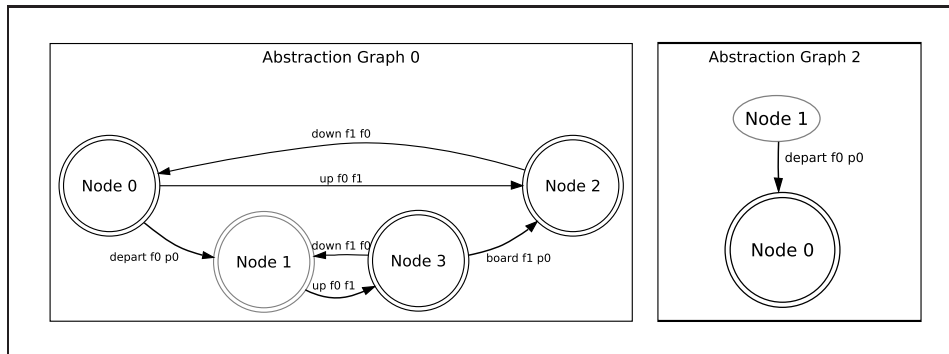 Abstraction Graph 0
down f1 f0
up f0 f1
Node 0
Node 2
depart f0 p0
Node 1
down f1 f0
up f0 f1
Node 3
board f1 p0
Abstraction Graph 2
Node 1
depart f0 p0
Node 0